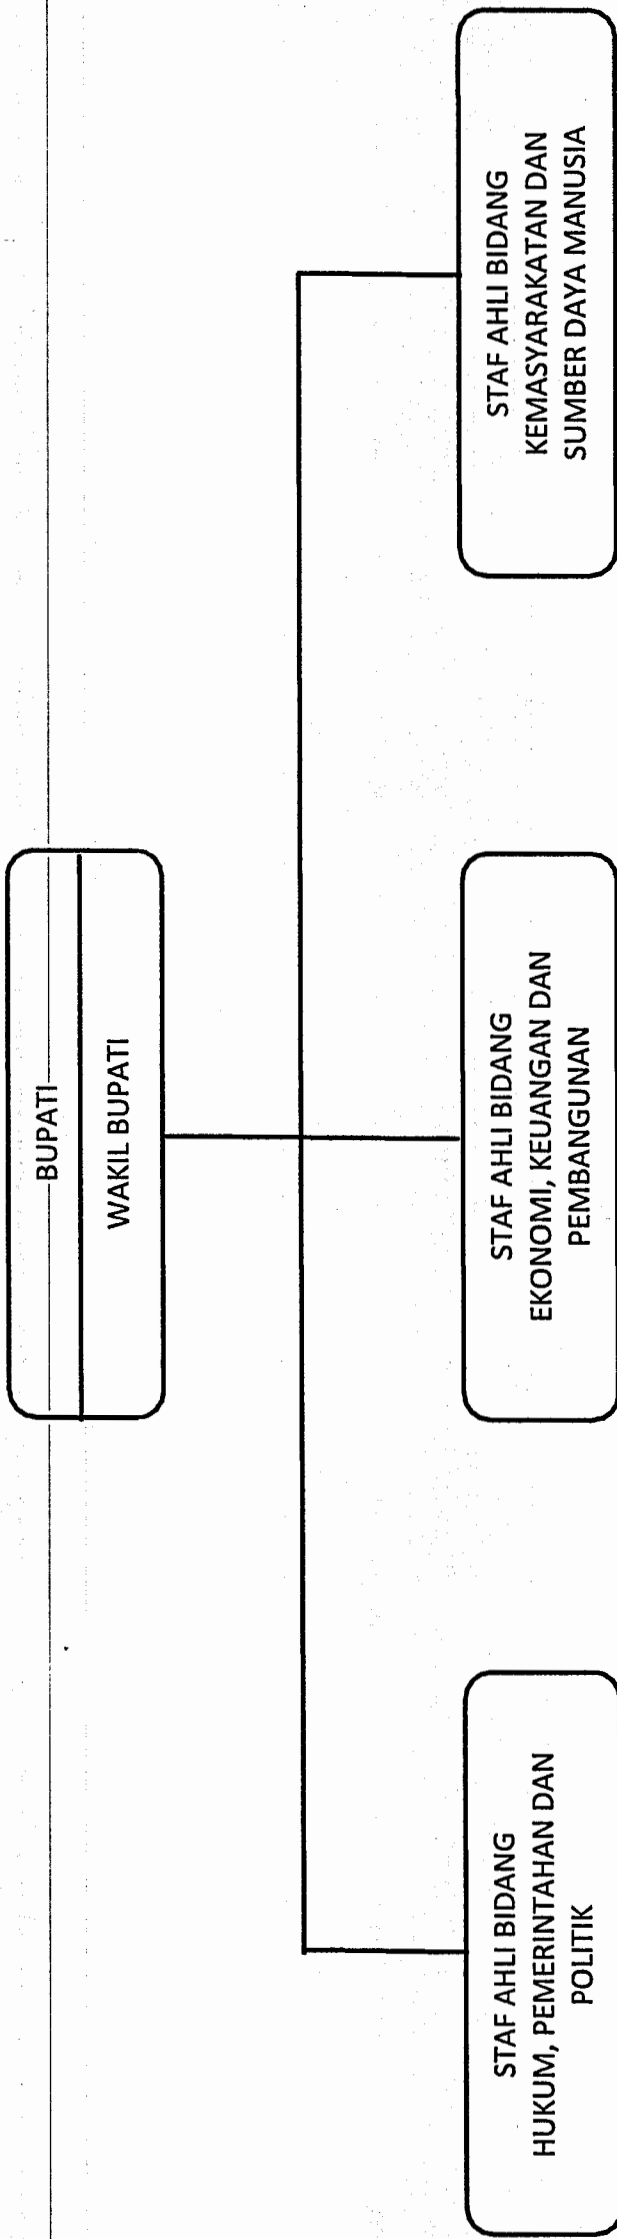 BUPATI
WAKIL BUPATI
STAF AHLI BIDANG
HUKUM, PEMERINTAHAN DAN
POLITIK
STAF AHLI BIDANG
EKONOMI, KEUANGAN DAN
PEMBANGUNAN
STAF AHLI BIDANG
KEMASYARAKATAN DAN
SUMBER DAYA MANUSIA